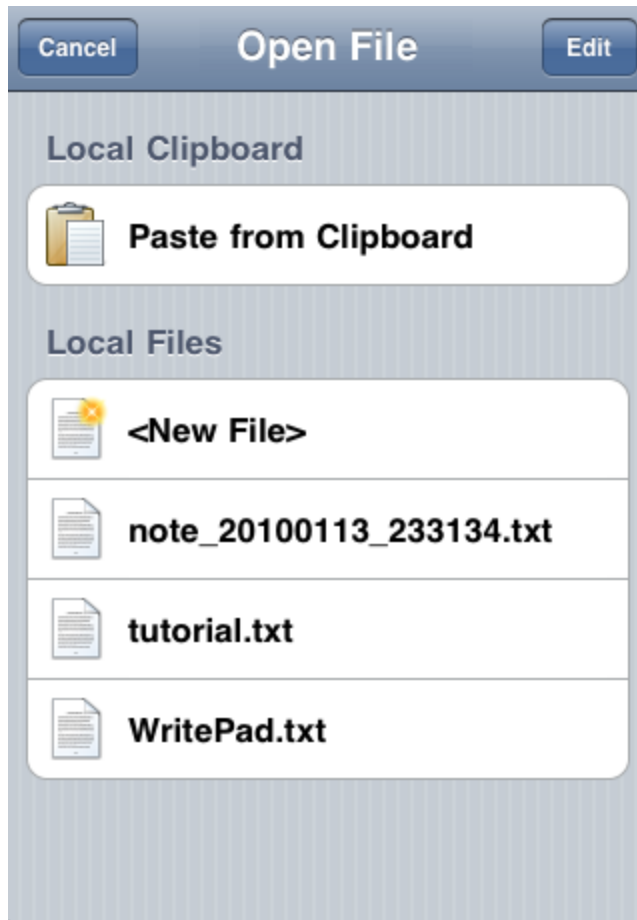 Cancel Open File Edit
Local Clipboard
Paste from Clipboard
Local Files
<New File>
note_20100113_233134.txt
tutorial.txt
WritePad.txt